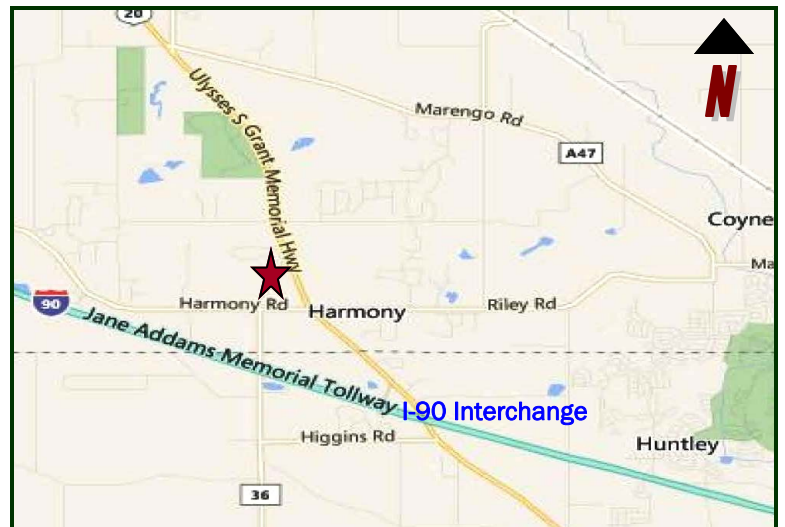 20
N
Ulysses S Grant Memorial Hwy
Marengo Rd
A47
Coyne
Ma
90
Harmony Rd
Harmony
Riley Rd
Jane Addams Memorial Tollway
I-90 Interchange
Higgins Rd
Huntley
36